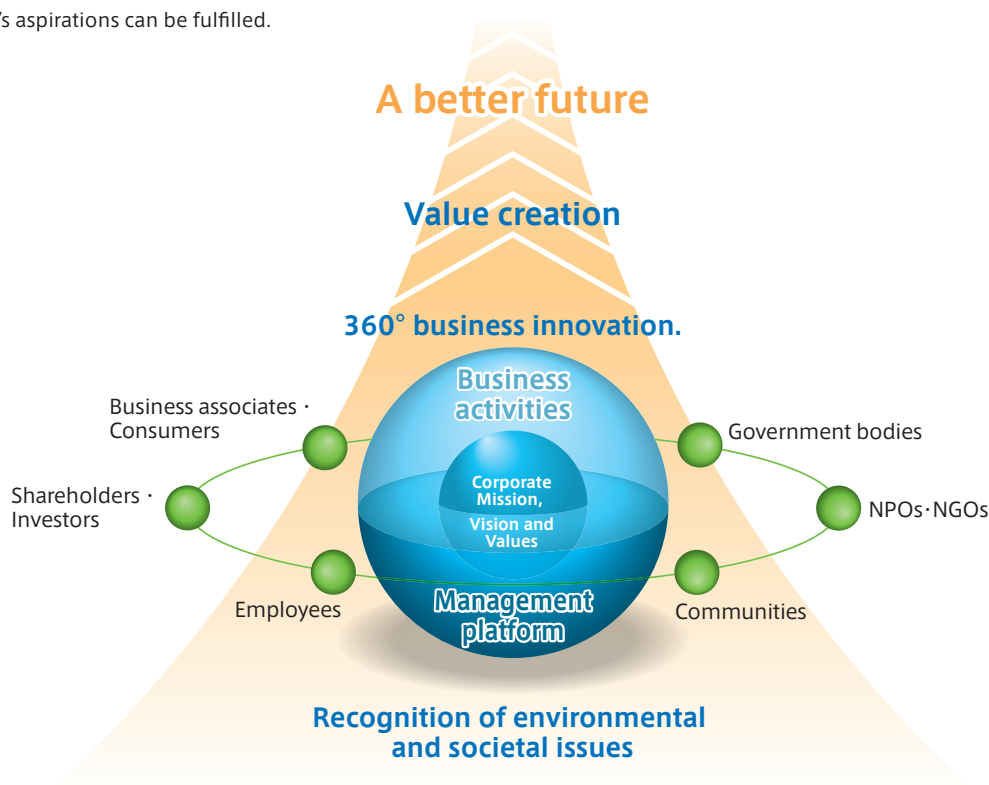 's aspirations can be fulfilled.
A better future
Value creation
360° business innovation.
Business
activities
Business associates・
Consumers
Government bodies
Shareholders・
Investors
Corporate
Mission,
Vision and
Values
NPOs・NGOs
Employees
Management
platform
Communities
Recognition of environmental
and societal issues